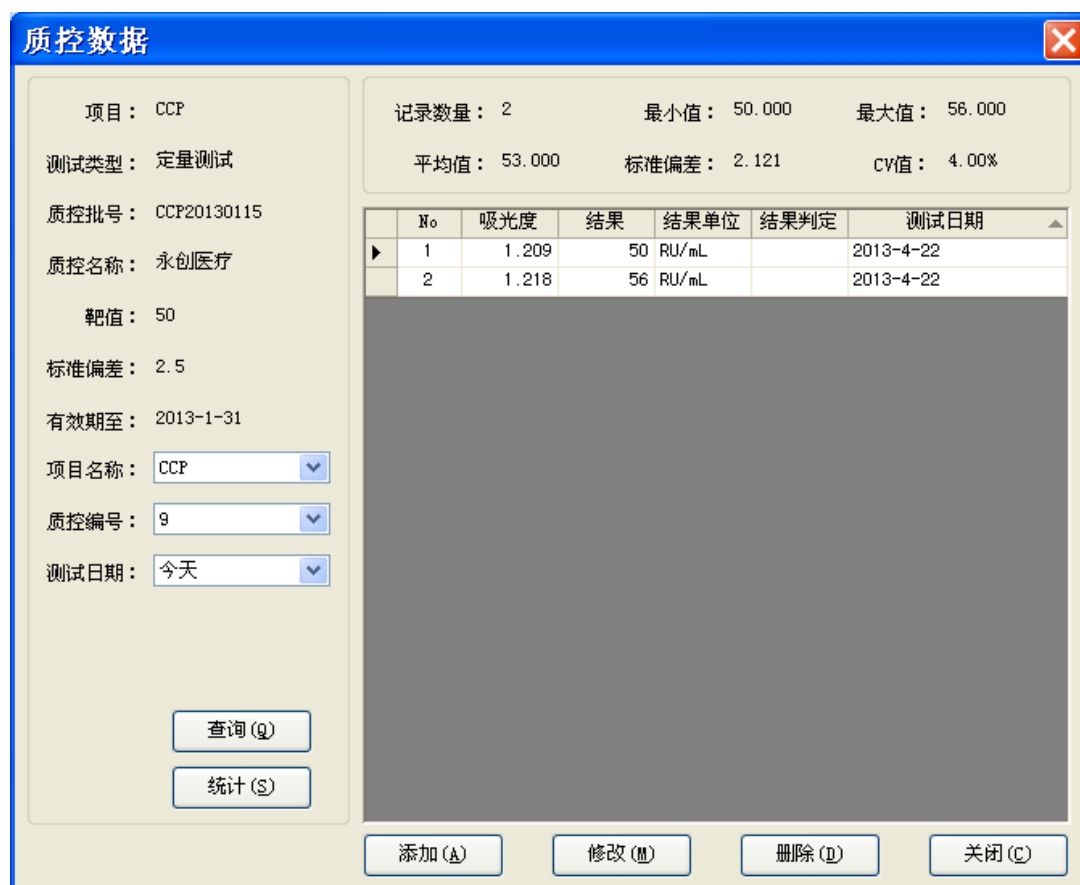 质控数据
项目： CCP
测试类型： 定量测试
质控批号： CCP20130115
质控名称： 永创医疗
靶值： 50
标准偏差： 2.5
有效期至： 2013-1-31
项目名称： CCP
质控编号： 9
测试日期： 今天
查询(Q)
统计(S)
记录数量： 2 最小值： 50.000 最大值： 56.000
平均值： 53.000 标准偏差： 2.121 CV值： 4.00%
No 吸光度 结果 结果单位 结果判定 测试日期
1 1.209 50 RU/mL 2013-4-22
2 1.218 56 RU/mL 2013-4-22
添加(A) 修改(M) 删除(D) 关闭(C)